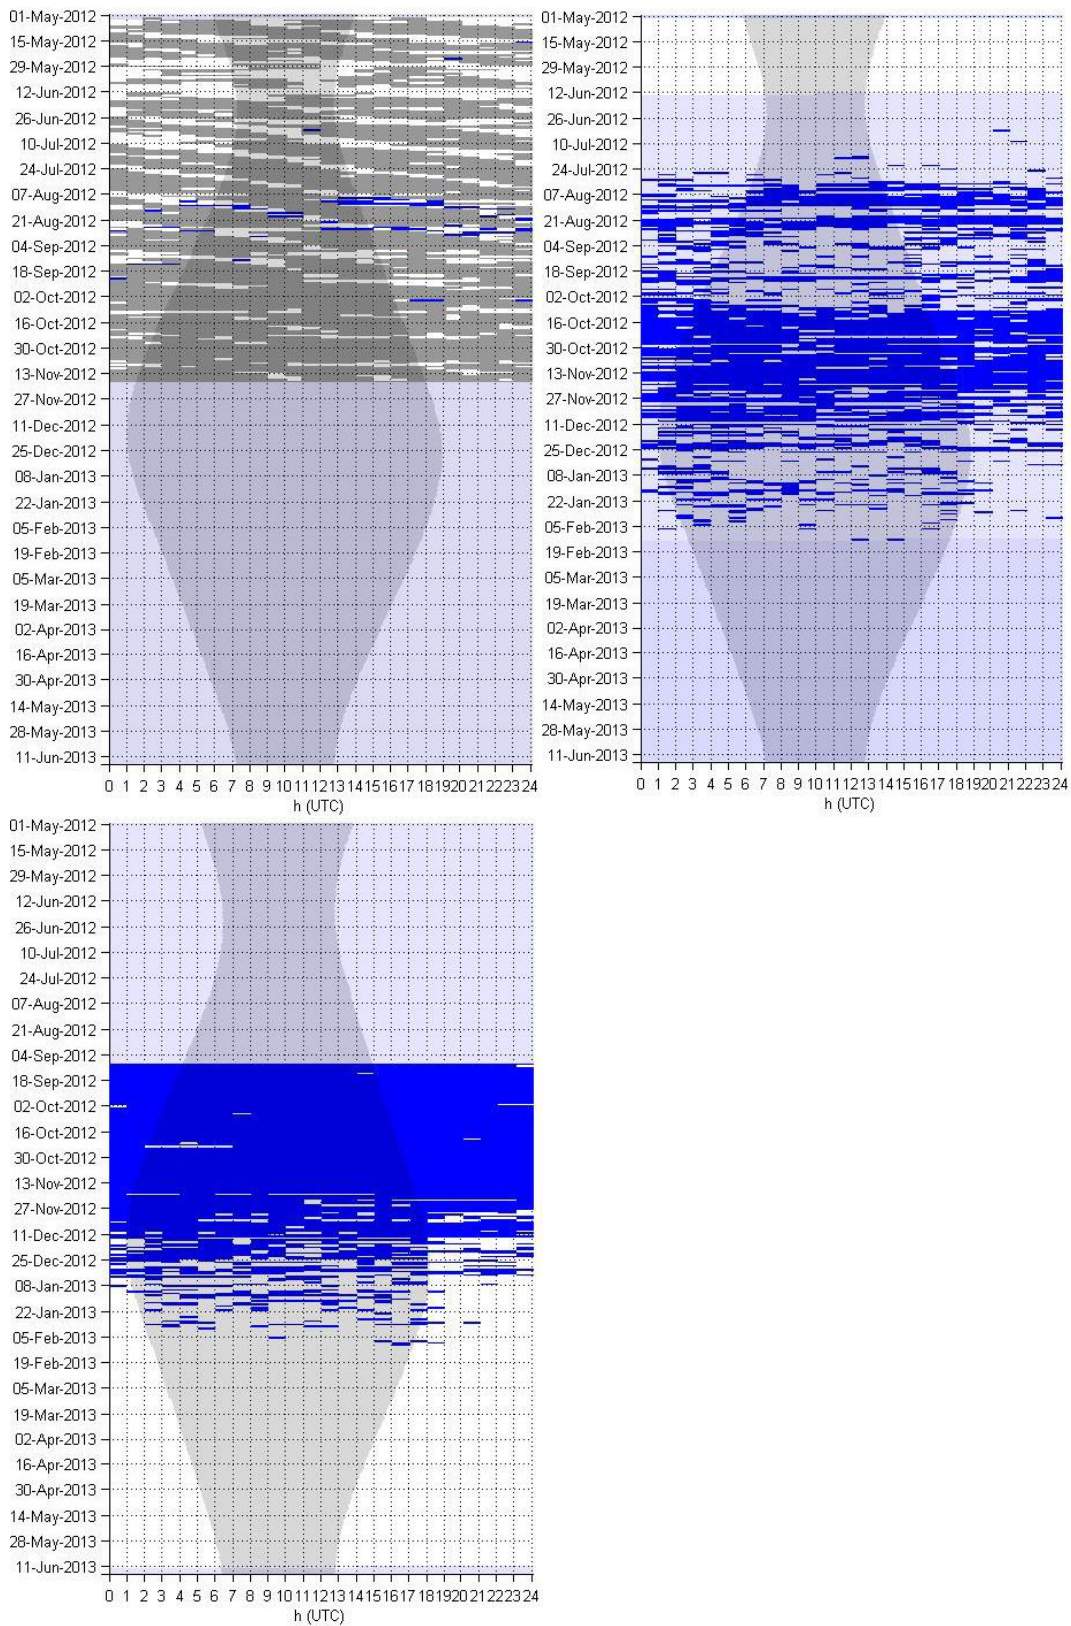 01-May-2012
15-May-2012
29-May-2012
12-Jun-2012
26-Jun-2012
10-Jul-2012
24-Jul-2012
07-Aug-2012
21-Aug-2012
04-Sep-2012
18-Sep-2012
02-Oct-2012
16-Oct-2012
30-Oct-2012
13-Nov-2012
27-Nov-2012
11-Dec-2012
25-Dec-2012
08-Jan-2013
22-Jan-2013
05-Feb-2013
19-Feb-2013
05-Mar-2013
19-Mar-2013
02-Apr-2013
16-Apr-2013
30-Apr-2013
14-May-2013
28-May-2013
11-Jun-2013
0 1 2 3 4 5 6 7 8 9 10 11 12 13 14 15 16 17 18 19 20 21 22 23 24
h (UTC)
01-May-2012
15-May-2012
29-May-2012
12-Jun-2012
26-Jun-2012
10-Jul-2012
24-Jul-2012
07-Aug-2012
21-Aug-2012
04-Sep-2012
18-Sep-2012
02-Oct-2012
16-Oct-2012
30-Oct-2012
13-Nov-2012
27-Nov-2012
11-Dec-2012
25-Dec-2012
08-Jan-2013
22-Jan-2013
05-Feb-2013
19-Feb-2013
05-Mar-2013
19-Mar-2013
02-Apr-2013
16-Apr-2013
30-Apr-2013
14-May-2013
28-May-2013
11-Jun-2013
0 1 2 3 4 5 6 7 8 9 10 11 12 13 14 15 16 17 18 19 20 21 22 23 24
h (UTC)
01-May-2012
15-May-2012
29-May-2012
12-Jun-2012
26-Jun-2012
10-Jul-2012
24-Jul-2012
07-Aug-2012
21-Aug-2012
04-Sep-2012
18-Sep-2012
02-Oct-2012
16-Oct-2012
30-Oct-2012
13-Nov-2012
27-Nov-2012
11-Dec-2012
25-Dec-2012
08-Jan-2013
22-Jan-2013
05-Feb-2013
19-Feb-2013
05-Mar-2013
19-Mar-2013
02-Apr-2013
16-Apr-2013
30-Apr-2013
14-May-2013
28-May-2013
11-Jun-2013
0 1 2 3 4 5 6 7 8 9 10 11 12 13 14 15 16 17 18 19 20 21 22 23 24
h (UTC)